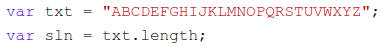 var txt = "ABCDEFGHIJKLMNOPQRSTUVWXYZ";
var sln = txt.length;